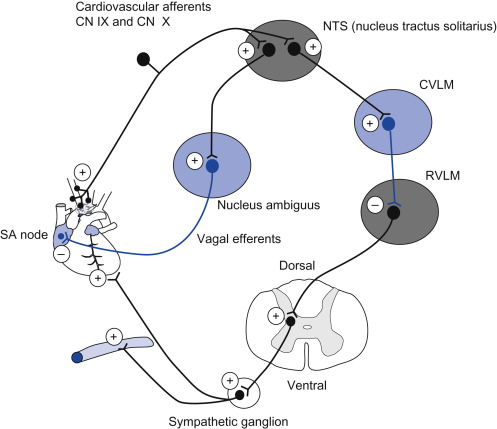 Cardiovascular afferents
CN IX and CN X
NTS (nucleus tractus solitarius)
+
+
CVLM
+
+
+
RVLM
−
Nucleus ambiguus
SA node
Vagal efferents
−
Dorsal
+
+
+
Ventral
+
Sympathetic ganglion